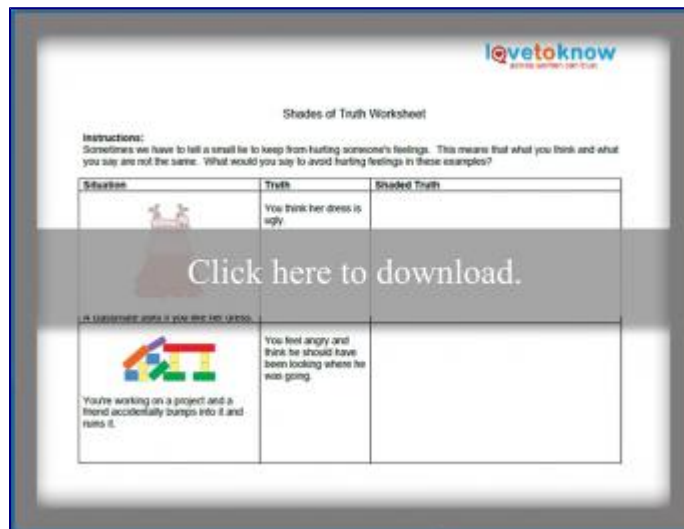 lovetoknow
Shades of Truth Worksheet
Instructions:
Sometimes we have to tell a small lie to keep from hurting someone's feelings. This means that what you think and what
you say are not the same. What would you say to avoid hurting feelings in these examples?
Situation Truth Shaded Truth
You think her dress is
ugly.
Click here to download.
A classmate asks if you like her dress.
You feel angry and
think he should have
been looking where he
was going.
You're working on a project and a
friend accidentally bumps into it and
ruins it.